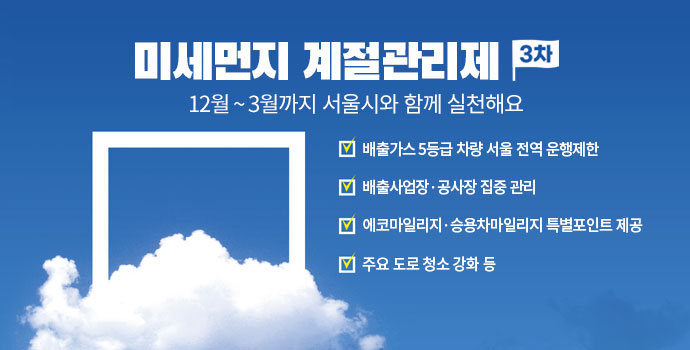 미세먼지 계절관리제 3차
12월 ~ 3월까지 서울시와 함께 실천해요
배출가스 5등급 차량 서울 전역 운행제한
배출사업장·공사장 집중 관리
에코마일리지·승용차마일리지 특별포인트 제공
주요 도로 청소 강화 등